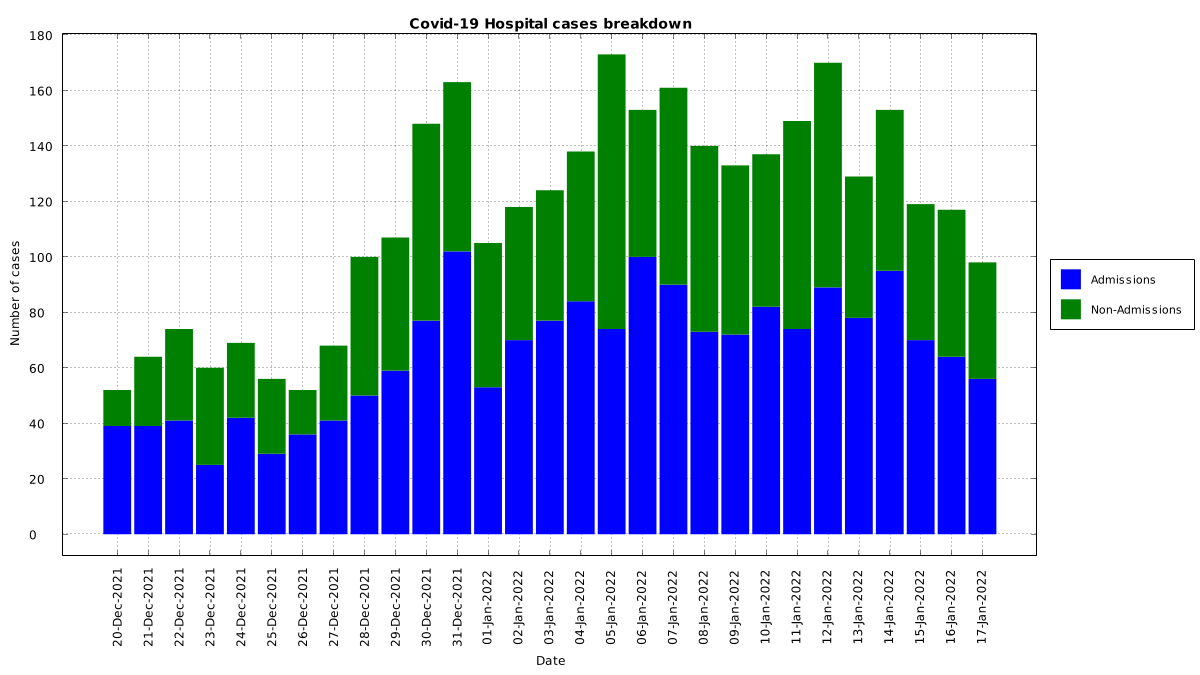 Covid-19 Hospital cases breakdown
180
160
140
120
100
80
60
40
20
0
Number of cases
Admissions
Non-Admissions
20-Dec-2021
21-Dec-2021
22-Dec-2021
23-Dec-2021
24-Dec-2021
25-Dec-2021
26-Dec-2021
27-Dec-2021
28-Dec-2021
29-Dec-2021
30-Dec-2021
31-Dec-2021
01-Jan-2022
02-Jan-2022
03-Jan-2022
04-Jan-2022
05-Jan-2022
06-Jan-2022
07-Jan-2022
08-Jan-2022
09-Jan-2022
10-Jan-2022
11-Jan-2022
12-Jan-2022
13-Jan-2022
14-Jan-2022
15-Jan-2022
16-Jan-2022
17-Jan-2022
Date